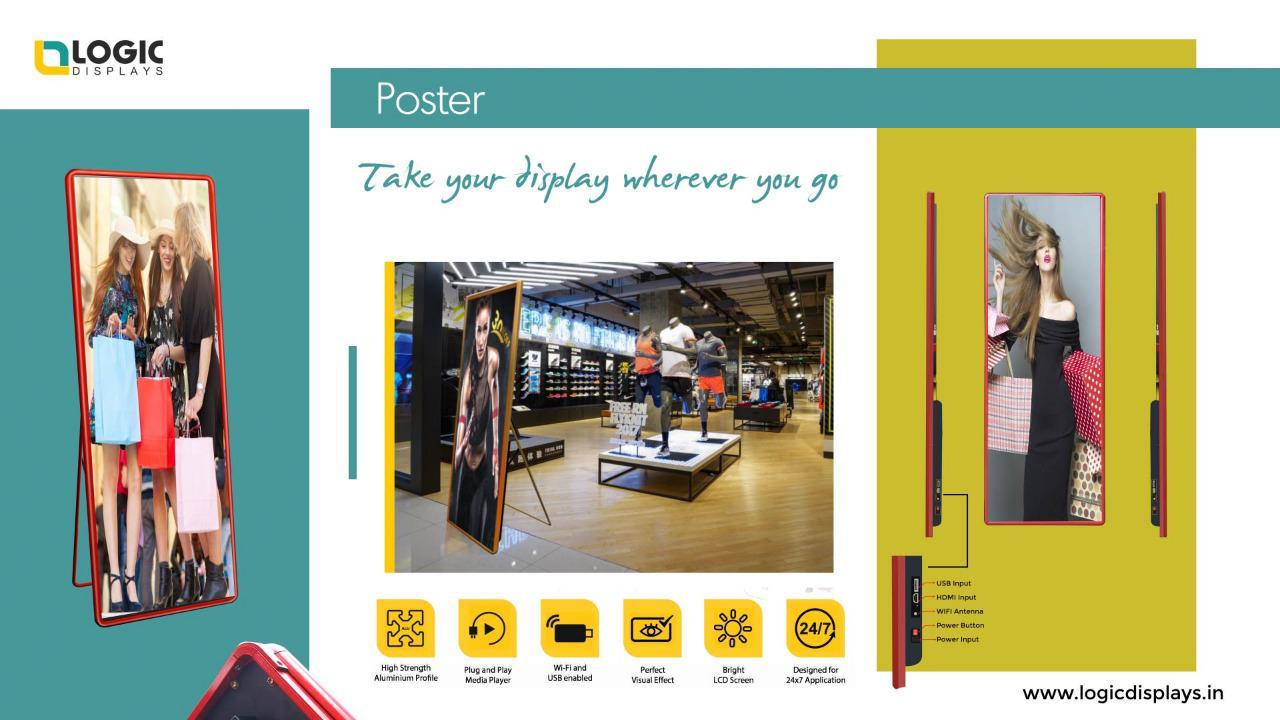 LOGIC
DISPLAYS
Poster
Take your display wherever you go
High Strength
Aluminium Profile
Plug and Play
Media Player
Wi-Fi and
USB enabled
Perfect
Visual Effect
Bright
LCD Screen
24/7
Designed for
24x7 Application
USB Input
HDMI Input
WIFI Antenna
Power Button
Power Input
www.logicdisplays.in